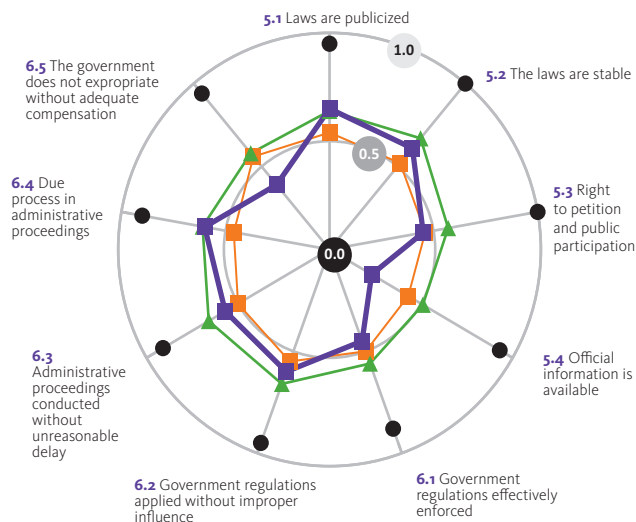 5.1 Laws are publicized
1.0
5.2 The laws are stable
0.5
5.3 Right
to petition
and public
participation
0.0
5.4 Official
information is
available
6.1 Government
regulations effectively
enforced
6.2 Government regulations
applied without improper
influence
6.3
Administrative
proceedings
conducted
without
unreasonable
delay
6.4 Due
process in
administrative
proceedings
6.5 The government
does not expropriate
without adequate
compensation